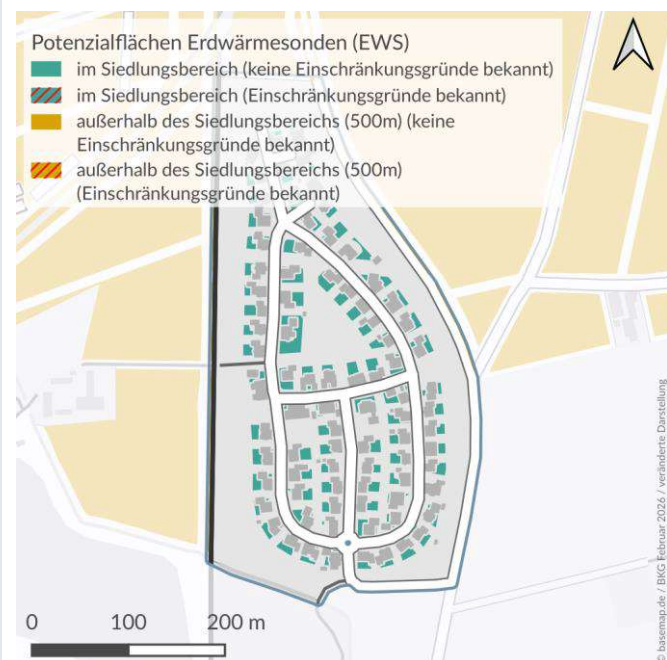 Potenzialflächen Erdwärmesonden (EWS)
im Siedlungsbereich (keine Einschränkungsgründe bekannt)
im Siedlungsbereich (Einschränkungsgründe bekannt)
außerhalb des Siedlungsbereichs (500m) (keine
Einschränkungsgründe bekannt)
außerhalb des Siedlungsbereichs (500m)
(Einschränkungsgründe bekannt)
© basemap.de / BKG Februar 2026 / veränderte Darstellung
0 100 200 m